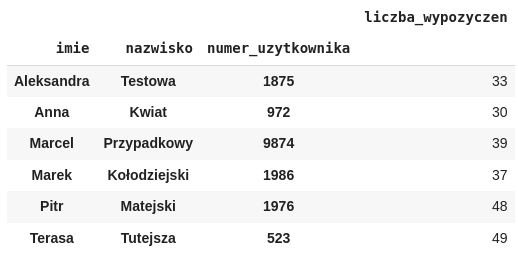 liczba_wypozyczen
imie nazwisko numer_uzytkownika
Aleksandra Testowa 1875 33
Anna Kwiat 972 30
Marcel Przypadkowy 9874 39
Marek Kołodziejski 1986 37
Pitr Matejski 1976 48
Terasa Tutejsza 523 49